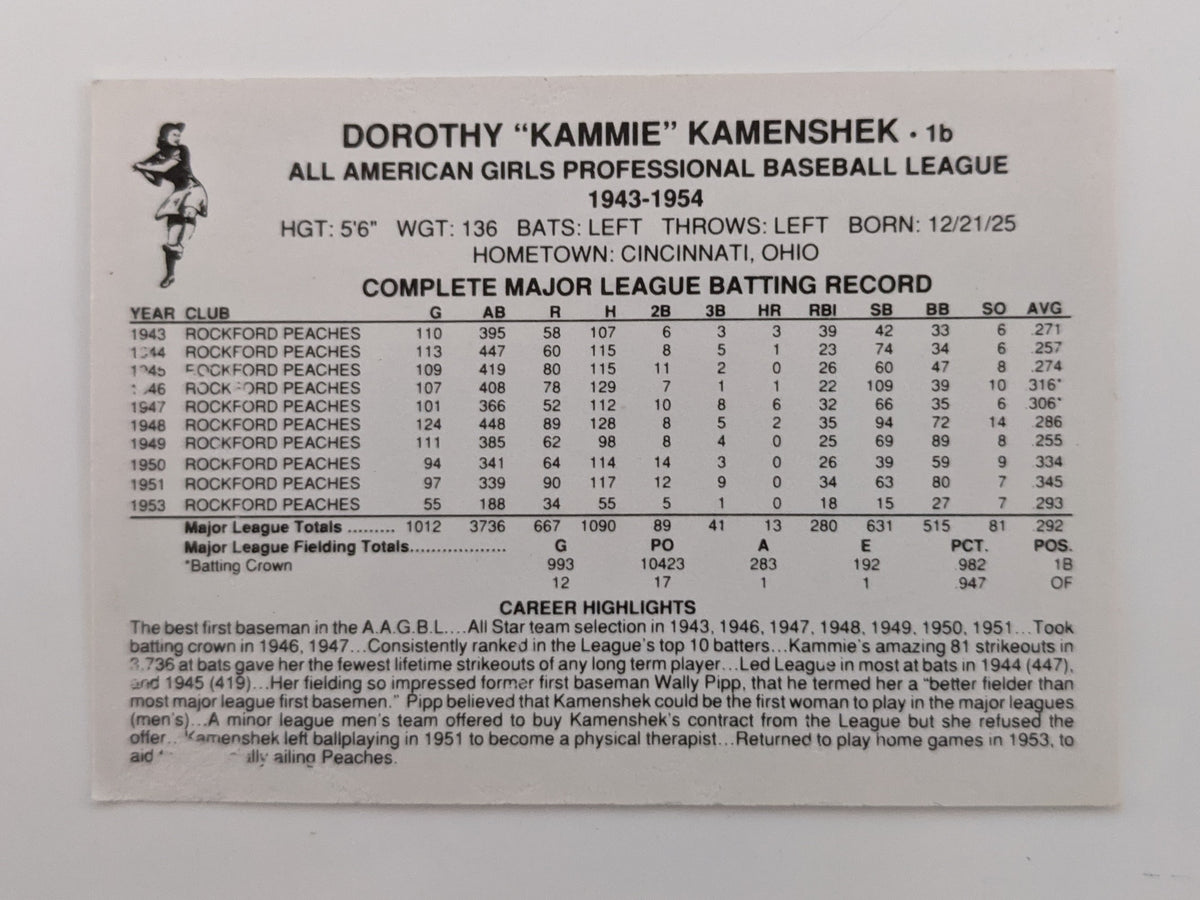 DOROTHY “KAMMIE” KAMENSHEK • 1b
ALL AMERICAN GIRLS PROFESSIONAL BASEBALL LEAGUE
1943-1954
HGT: 5'6" WGT: 136 BATS: LEFT THROWS: LEFT BORN: 12/21/25
HOMETOWN: CINCINNATI, OHIO
COMPLETE MAJOR LEAGUE BATTING RECORD
YEAR CLUB G AB R H 2B 3B HR RBI SB BB SO AVG
1943 ROCKFORD PEACHES 110 395 58 107 6 3 3 39 42 33 6 .271
1944 ROCKFORD PEACHES 113 447 60 115 8 5 1 23 74 34 6 .257
1945 ROCKFORD PEACHES 109 419 80 115 11 2 0 26 60 47 8 .274
1946 ROCKFORD PEACHES 107 408 78 129 7 1 1 22 109 39 10 .316*
1947 ROCKFORD PEACHES 101 366 52 112 10 8 6 32 66 35 6 .306*
1948 ROCKFORD PEACHES 124 448 89 128 8 5 2 35 94 72 14 .286
1949 ROCKFORD PEACHES 111 385 62 98 8 4 0 25 69 89 8 .255
1950 ROCKFORD PEACHES 94 341 64 114 14 3 0 26 39 59 9 .334
1951 ROCKFORD PEACHES 97 339 90 117 12 9 0 34 63 80 7 .345
1953 ROCKFORD PEACHES 55 188 34 55 5 1 0 18 15 27 7 .293
Major League Totals ......... 1012 3736 667 1090 89 41 13 280 631 515 81 .292
Major League Fielding Totals.................. G PO A E PCT. POS.
*Batting Crown 993 10423 283 192 .982 1B
12 17 1 1 .947 OF
CAREER HIGHLIGHTS
The best first baseman in the A.A.G.B.L....All Star team selection in 1943, 1946, 1947, 1948, 1949, 1950, 1951...Took
batting crown in 1946, 1947...Consistently ranked in the League's top 10 batters...Kammie's amazing 81 strikeouts in
3,736 at bats gave her the fewest lifetime strikeouts of any long term player...Led League in most at bats in 1944 (447),
and 1945 (419)...Her fielding so impressed former first baseman Wally Pipp, that he termed her a “better fielder than
most major league first basemen.” Pipp believed that Kamenshek could be the first woman to play in the major leagues
(men's)...A minor league men's team offered to buy Kamenshek's contract from the League but she refused the
offer...Kamenshek left ballplaying in 1951 to become a physical therapist...Returned to play home games in 1953, to
aid ailing Peaches.